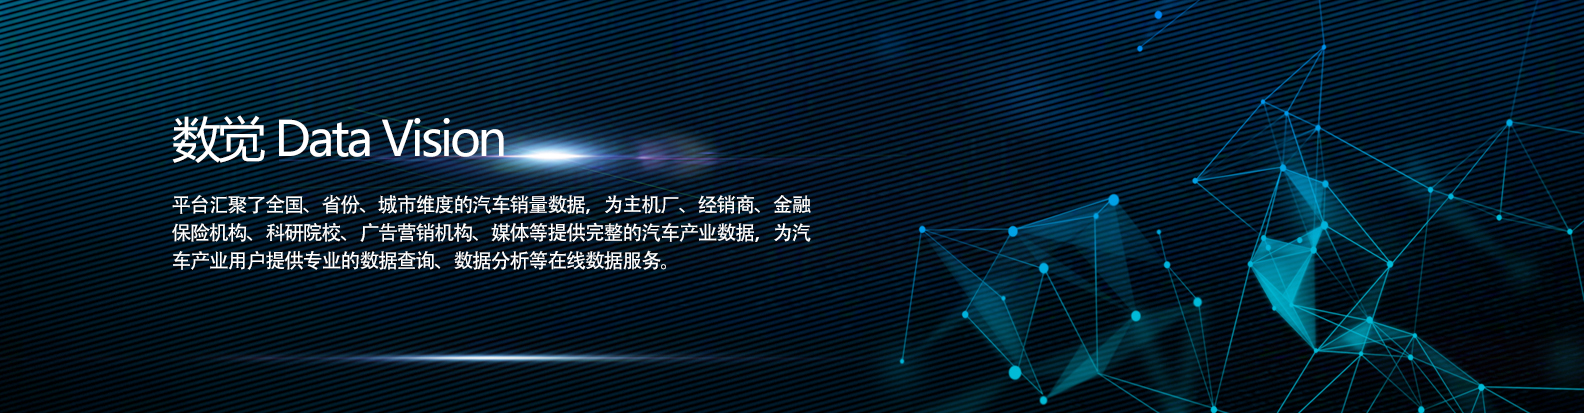 数觉 Data Vision
平台汇聚了全国、省份、城市维度的汽车销量数据，为主机厂、经销商、金融
保险机构、科研院校、广告营销机构、媒体等提供完整的汽车产业数据，为汽
车产业用户提供专业的数据查询、数据分析等在线数据服务。